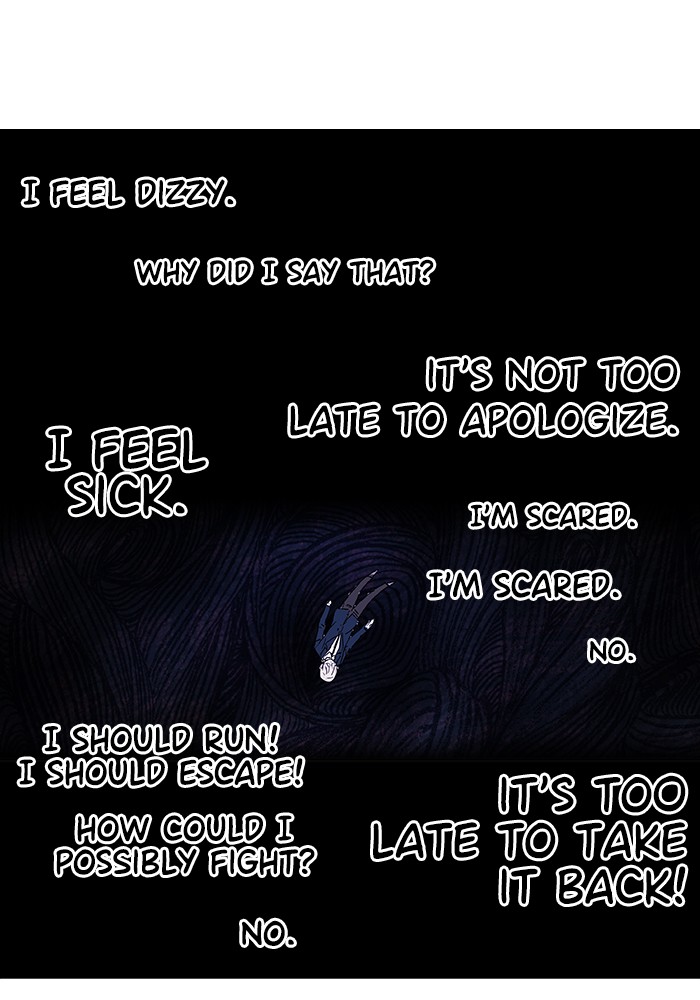 I FEEL DIZZY.
WHY DID I SAY THAT?
IT'S NOT TOO
LATE TO APOLOGIZE.
I FEEL
SICK.
I'M SCARED.
I'M SCARED.
NO.
I SHOULD RUN!
I SHOULD ESCAPE!
HOW COULD I
POSSIBLY FIGHT?
IT'S TOO
LATE TO TAKE
IT BACK!
NO.